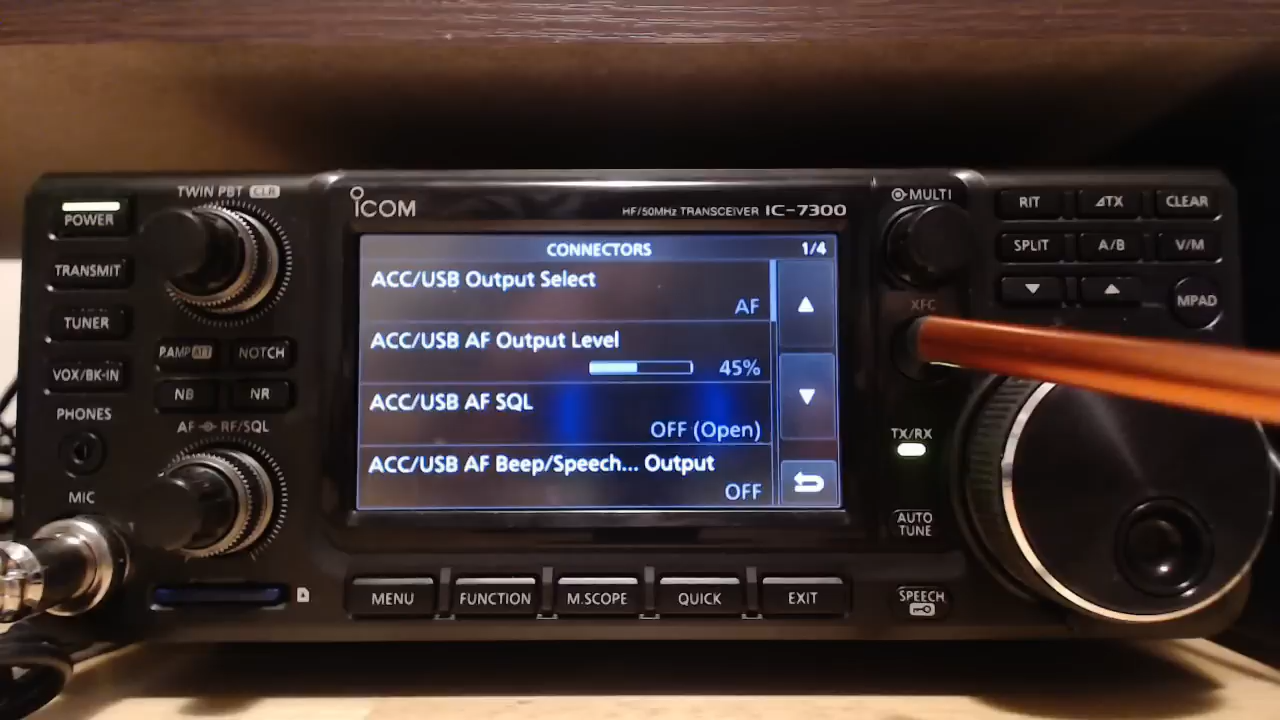 TWIN PBT CLR
POWER
TRANSMIT
TUNER
VOX/BK-IN
P.AMP ATT
NOTCH
NB
NR
PHONES
AF RF/SQL
MIC
ICOM
HF/50MHz TRANSCEIVER IC-7300
CONNECTORS 1/4
ACC/USB Output Select
AF
ACC/USB AF Output Level
45%
ACC/USB AF SQL
OFF (Open)
ACC/USB AF Beep/Speech... Output
OFF
MENU
FUNCTION
M.SCOPE
QUICK
EXIT
MULTI
RIT
⊿TX
CLEAR
SPLIT
A/B
V/M
MPAD
XFC
TX/RX
AUTO
TUNE
SPEECH